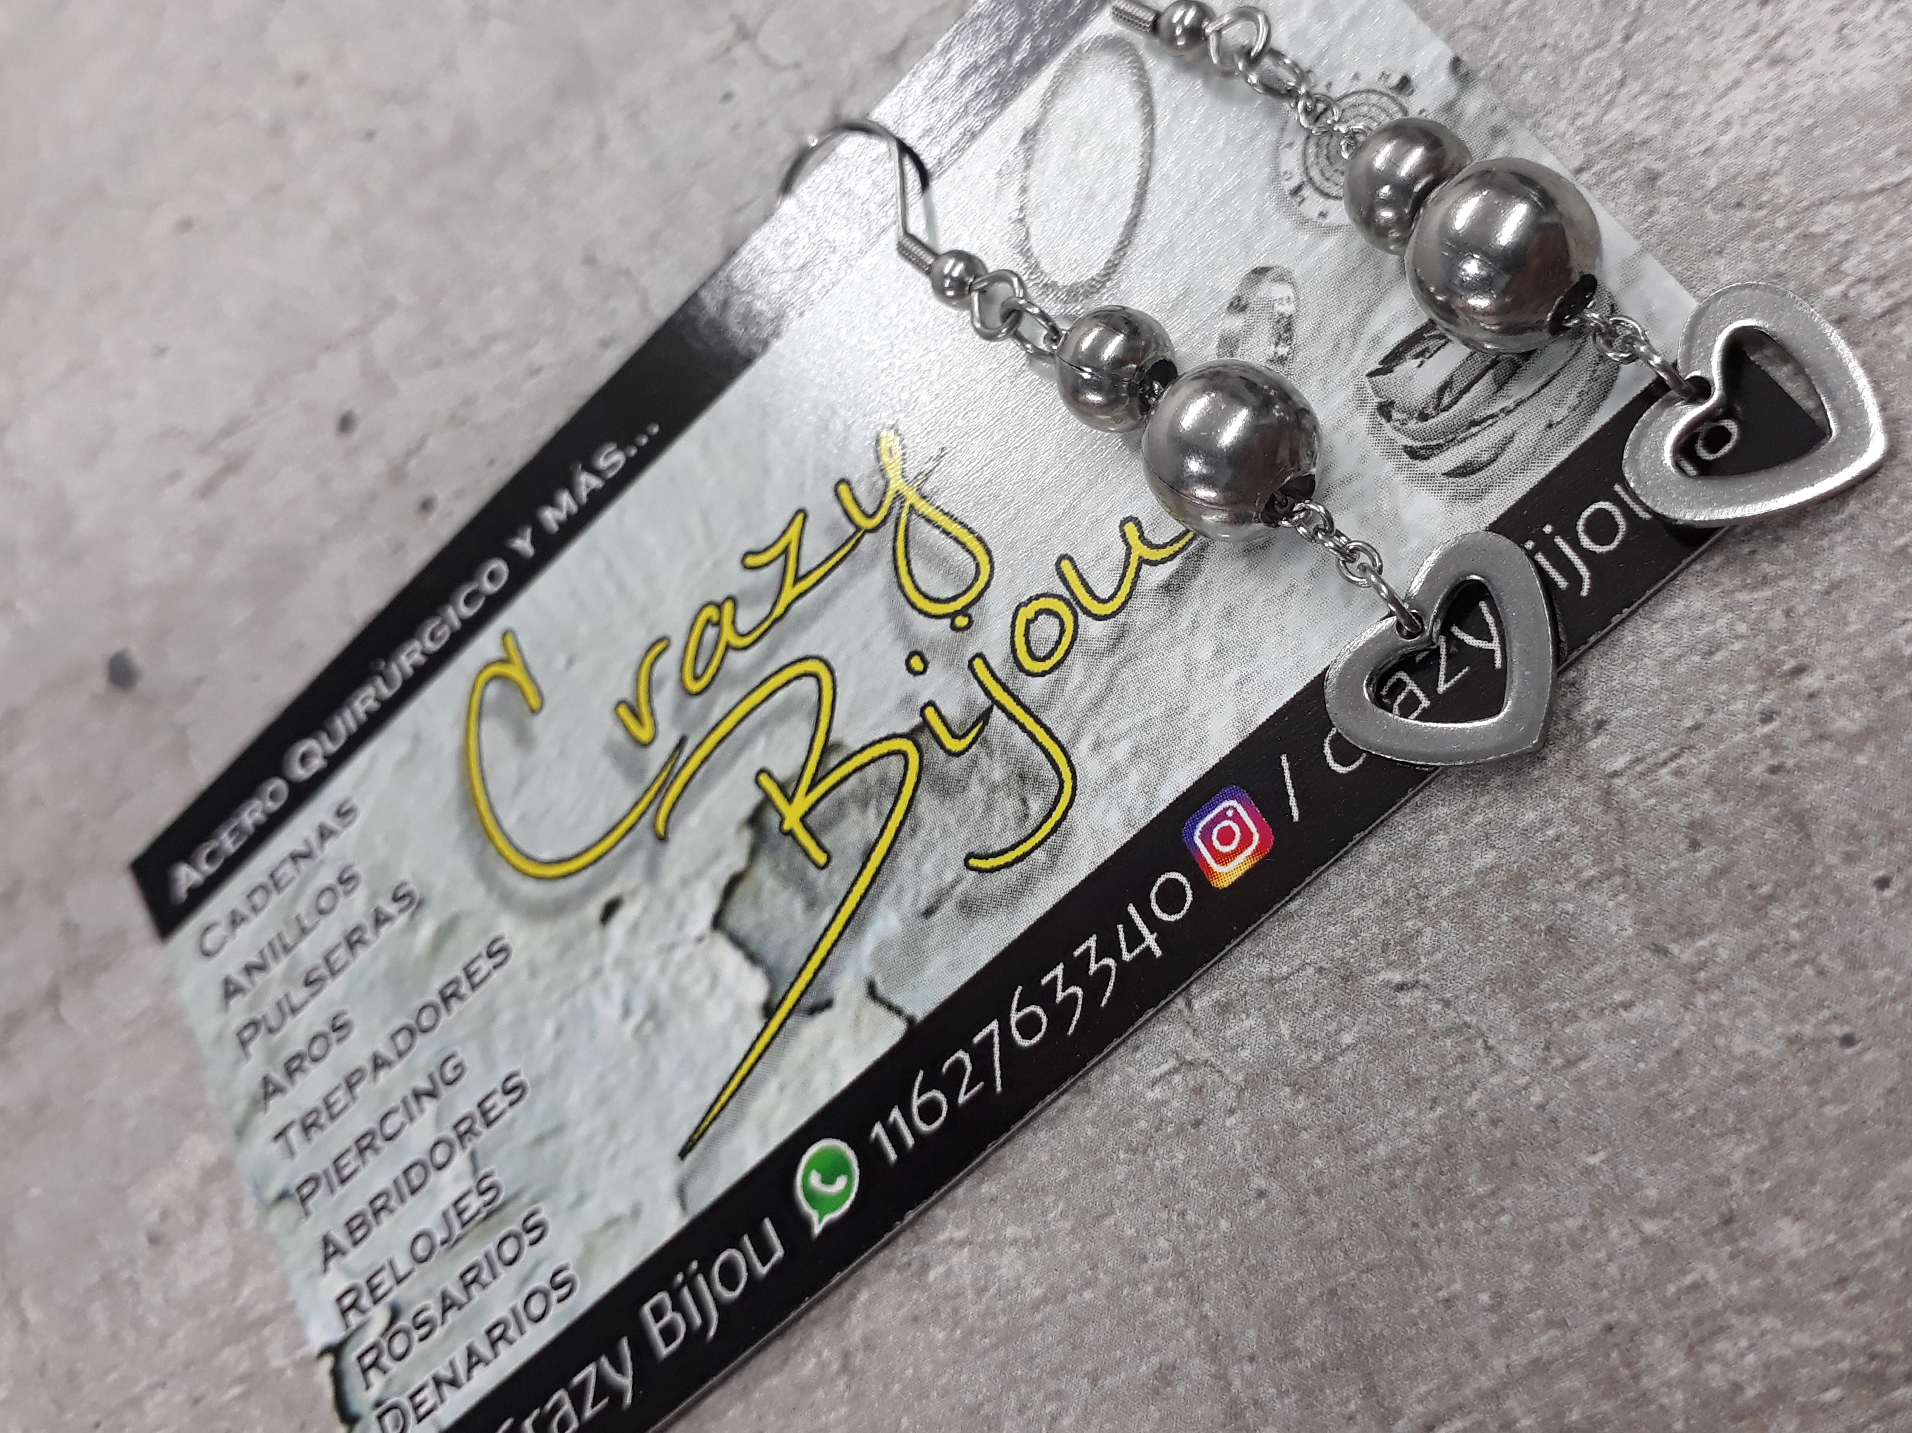 ACERO QUIRÚRGICO Y MÁS...
CADENAS
ANILLOS
PULSERAS
AROS
TREPADORES
PIERCING
ABRIDORES
RELOJES
ROSARIOS
DENARIOS
Crazy
Bijou
Crazy Bijou 1162763340 / crazy bijou